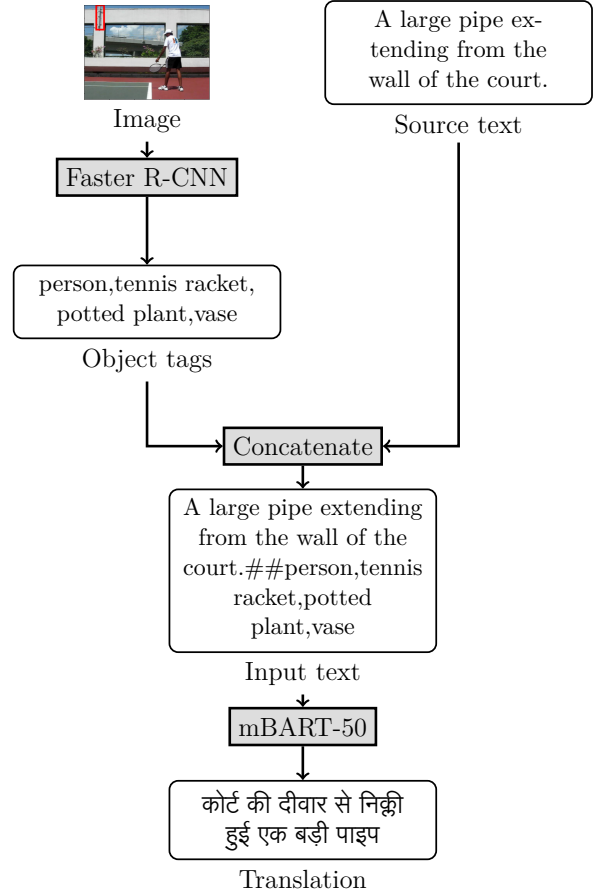 A large pipe ex-
tending from the
wall of the court.
Image
Source text
Faster R-CNN
person,tennis racket,
potted plant,vase
Object tags
Concatenate
A large pipe extending
from the wall of the
court.##person,tennis
racket,potted
plant,vase
Input text
mBART-50
कोर्ट की दीवार से निक्ली
हुई एक बड़ी पाइप
Translation